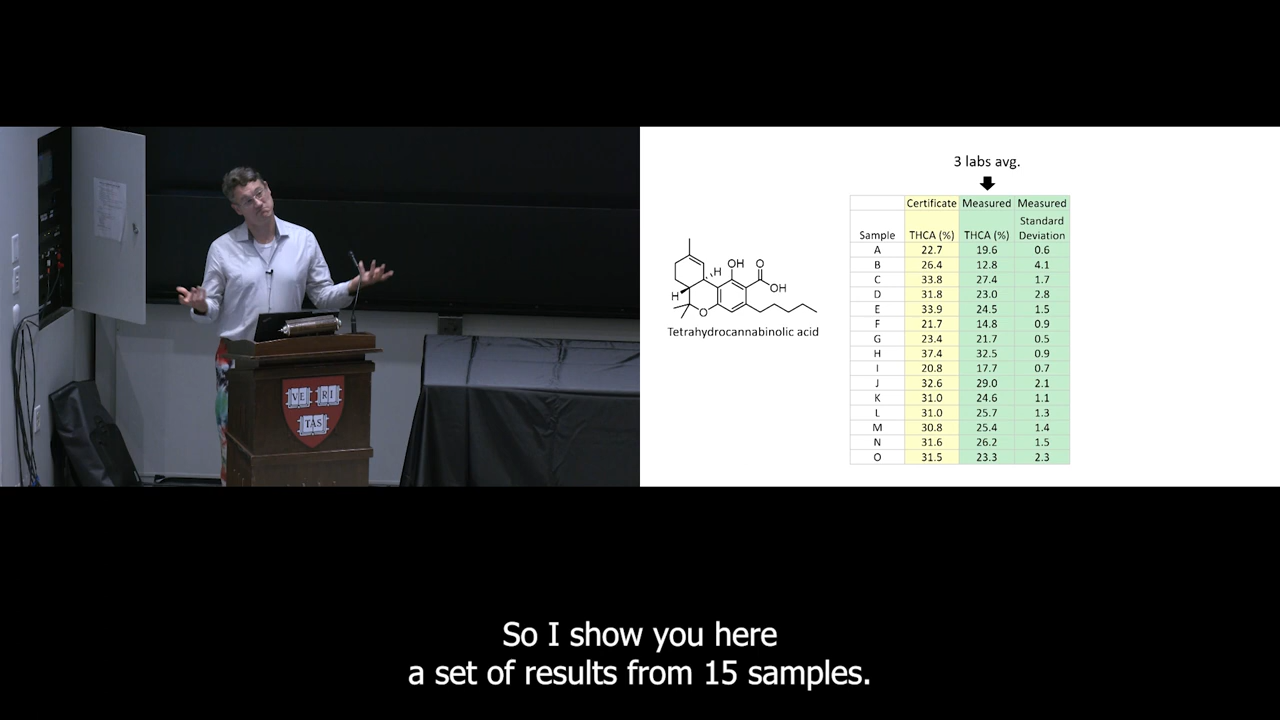 3 labs avg.
Certificate Measured Measured
Sample THCA (%) THCA (%) Standard Deviation
A 22.7 19.6 0.6
B 26.4 12.8 4.1
C 33.8 27.4 1.7
D 31.8 23.0 2.8
E 33.9 24.5 1.5
F 21.7 14.8 0.9
G 23.4 21.7 0.5
H 37.4 32.5 0.9
I 20.8 17.7 0.7
J 32.6 29.0 2.1
K 31.0 24.6 1.1
L 31.0 25.7 1.3
M 30.8 25.4 1.4
N 31.6 26.2 1.5
O 31.5 23.3 2.3
H
OH
O
OH
H
O
Tetrahydrocannabinolic acid
VE RI
TAS
So I show you here
a set of results from 15 samples.